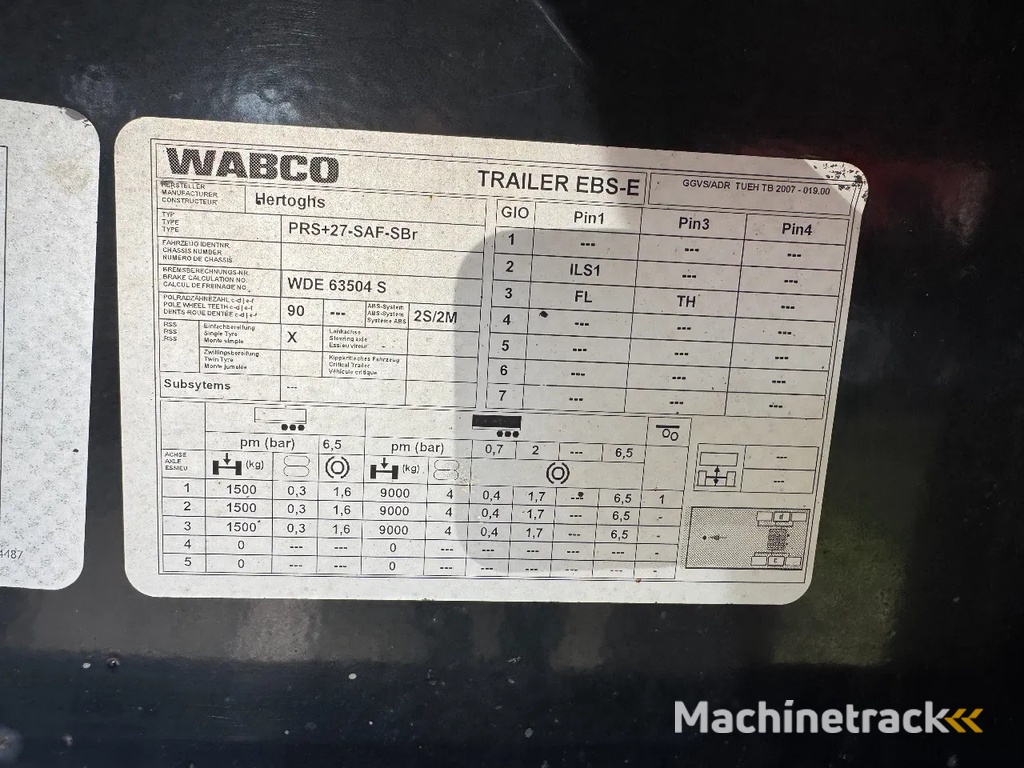 WABCO
TRAILER EBS-E
GGVS/ADR TUEH TB 2007 - 019.00
HERSTELLER
MANUFACTURER
CONSTRUCTEUR
Hertoghs
TYP
TYPE
TYPE
PRS+27-SAF-SBr
FAHRZEUG IDENTNR.
CHASSIS NUMBER
NUMERO DE CHASSIS
BREMSBERECHNUNGS-NR.
BRAKE CALCULATION NO.
CALCUL DE FREINAGE NO.
WDE 63504 S
POLRADZÄHNEZAHL c-d | e-f
POLE WHEEL TEETH c-d | e-f
DENTS ROUE DENTÉE c-d | e-f
90 ---
ABS-System
ABS-System
Système ABS
2S/2M
RSS
RSS
RSS
Einfachbereifung
Single Tyre
Monte simple
X
Lenkachse
Steering axle
Essieu vireur
-
Zwillingsbereifung
Twin Tyre
Monte jumelée
Kippkritisches Fahrzeug
Critical Trailer
Véhicule critique
Subsytems ---
GIO Pin1 Pin3 Pin4
1 --- --- ---
2 ILS1 --- ---
3 FL TH ---
4 --- --- ---
5 --- --- ---
6 --- --- ---
7 --- --- ---
pm (bar) 6,5 pm (bar) 0,7 2 --- 6,5
ACHSE
AXLE
ESSIEU
(kg) (kg)
1 1500 0,3 1,6 9000 4 0,4 1,7 --- 6,5 1
2 1500 0,3 1,6 9000 4 0,4 1,7 --- 6,5 -
3 1500 0,3 1,6 9000 4 0,4 1,7 --- 6,5 -
4 0 --- --- 0 --- --- --- --- --- -
5 0 --- --- 0 --- --- --- --- --- -
---
---
d
c
4487
Machinetrack